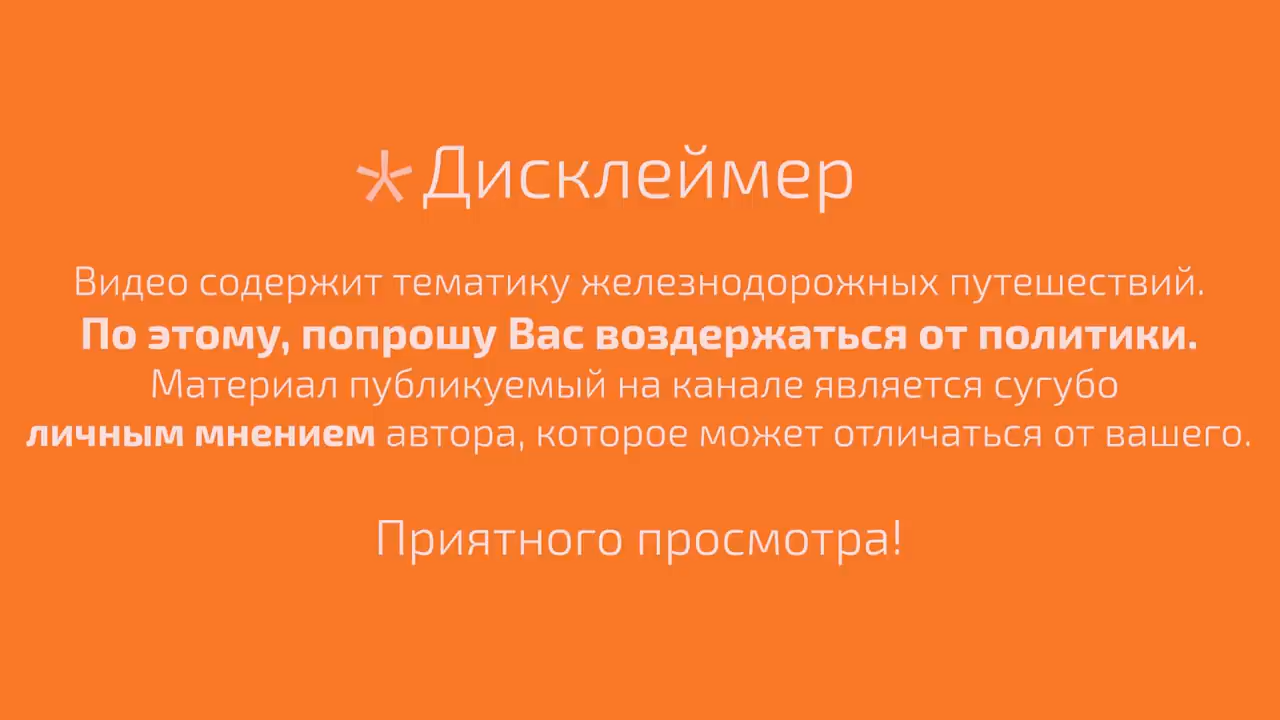 *Дисклеймер
Видео содержит тематику железнодорожных путешествий.
По этому, попрошу Вас воздержаться от политики.
Материал публикуемый на канале является сугубо
личным мнением автора, которое может отличаться от вашего.
Приятного просмотра!